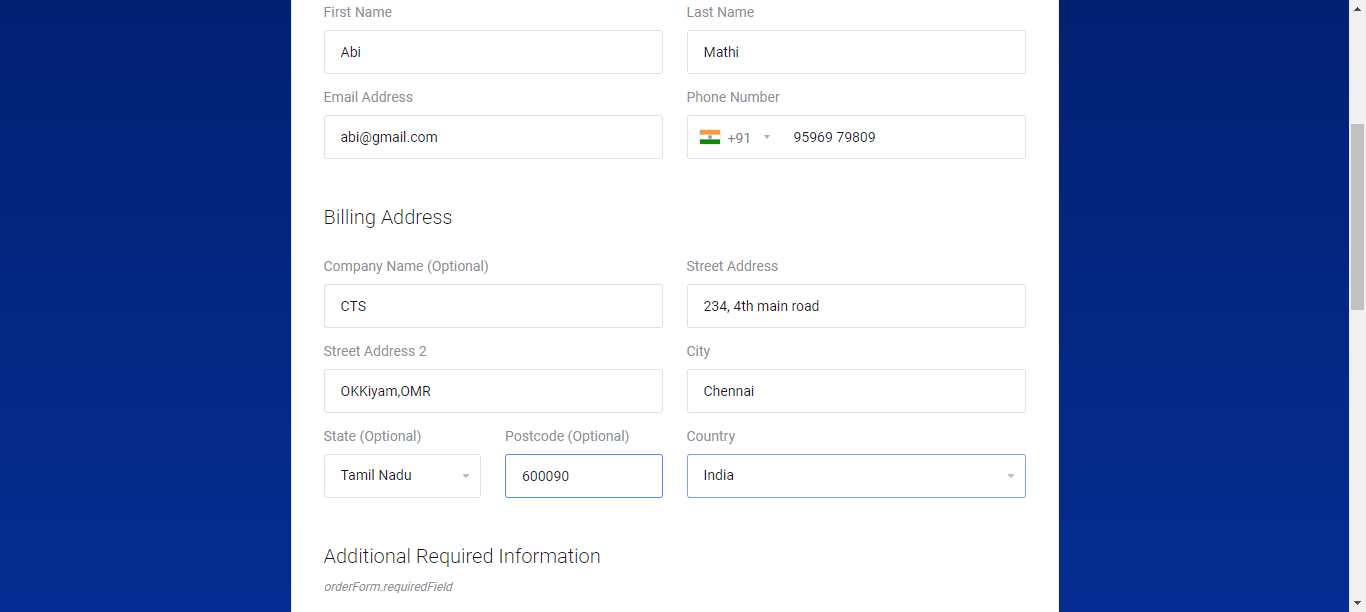 First Name Last Name
Abi Mathi
Email Address Phone Number
abi@gmail.com +91 95969 79809
Billing Address
Company Name (Optional) Street Address
CTS 234, 4th main road
Street Address 2 City
OKKiyam,OMR Chennai
State (Optional) Postcode (Optional) Country
Tamil Nadu 600090 India
Additional Required Information
orderForm.requiredField